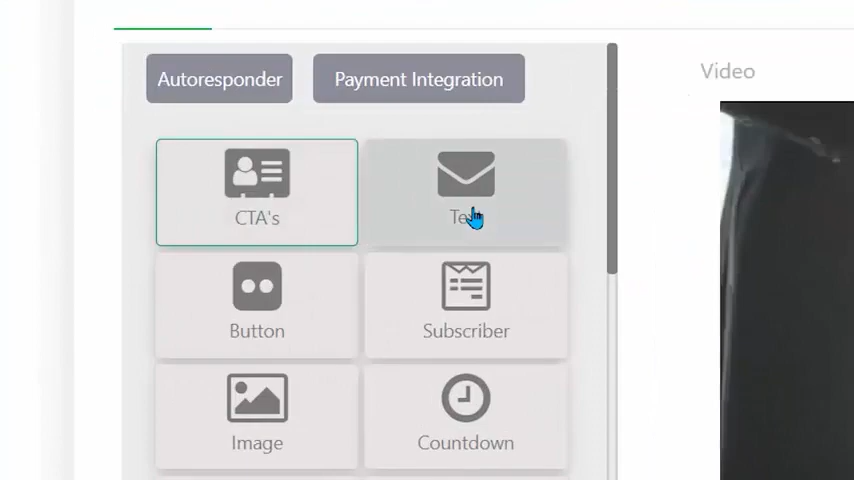 Autoresponder Payment Integration
Video
CTA's
Button Subscriber
Image Countdown